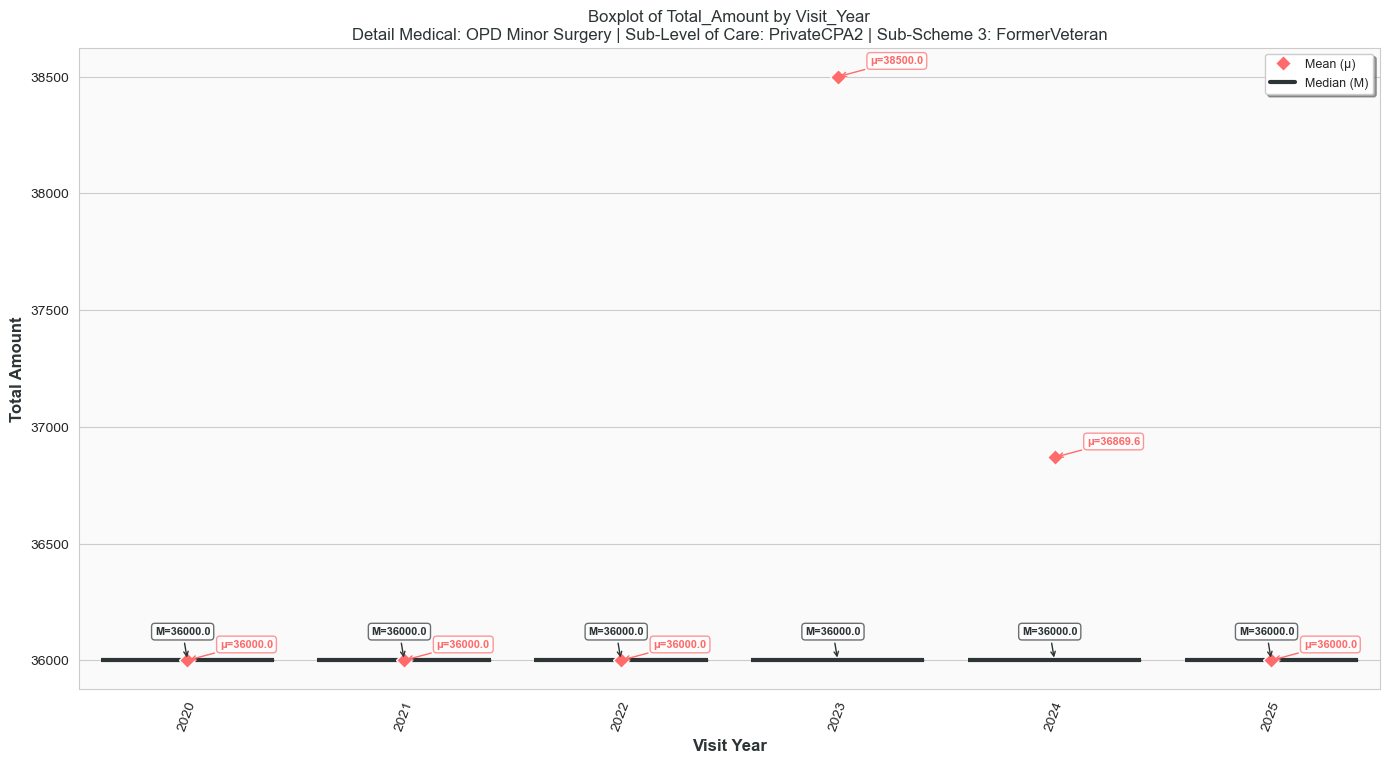 Boxplot of Total_Amount by Visit_Year
Detail Medical: OPD Minor Surgery | Sub-Level of Care: PrivateCPA2 | Sub-Scheme 3: FormerVeteran
Mean (μ)
Median (M)
Total Amount
38500
38000
37500
37000
36500
36000
μ=38500.0
μ=36869.6
M=36000.0
μ=36000.0
M=36000.0
μ=36000.0
M=36000.0
μ=36000.0
M=36000.0
M=36000.0
M=36000.0
μ=36000.0
2020
2021
2022
2023
2024
2025
Visit Year